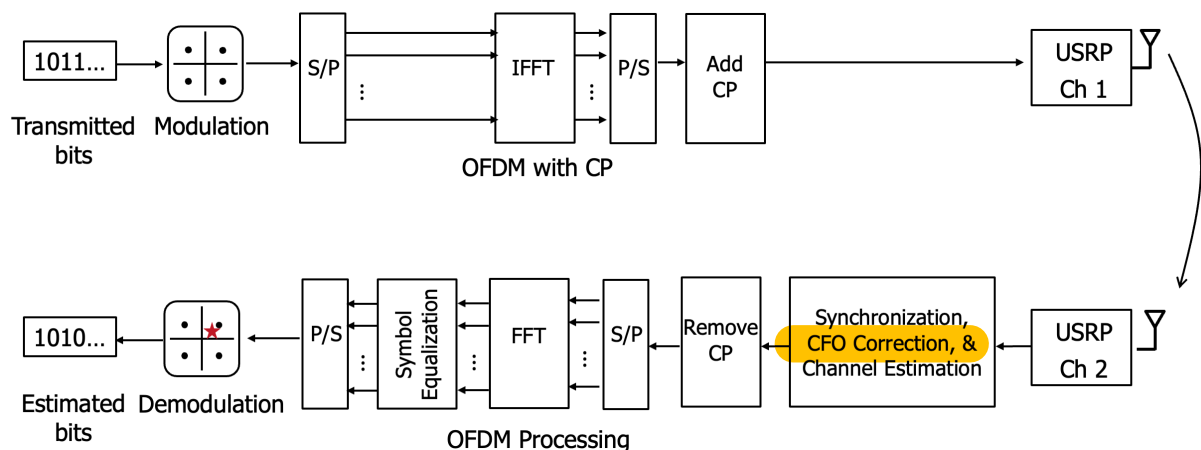 1011...
Transmitted
bits
Modulation
S/P
⋮
IFFT
⋮
P/S
Add
CP
OFDM with CP
USRP
Ch 1
1010...
Estimated
bits
Demodulation
P/S
⋮
Symbol
Equalization
⋮
FFT
⋮
S/P
OFDM Processing
Remove
CP
Synchronization,
CFO Correction, &
Channel Estimation
USRP
Ch 2